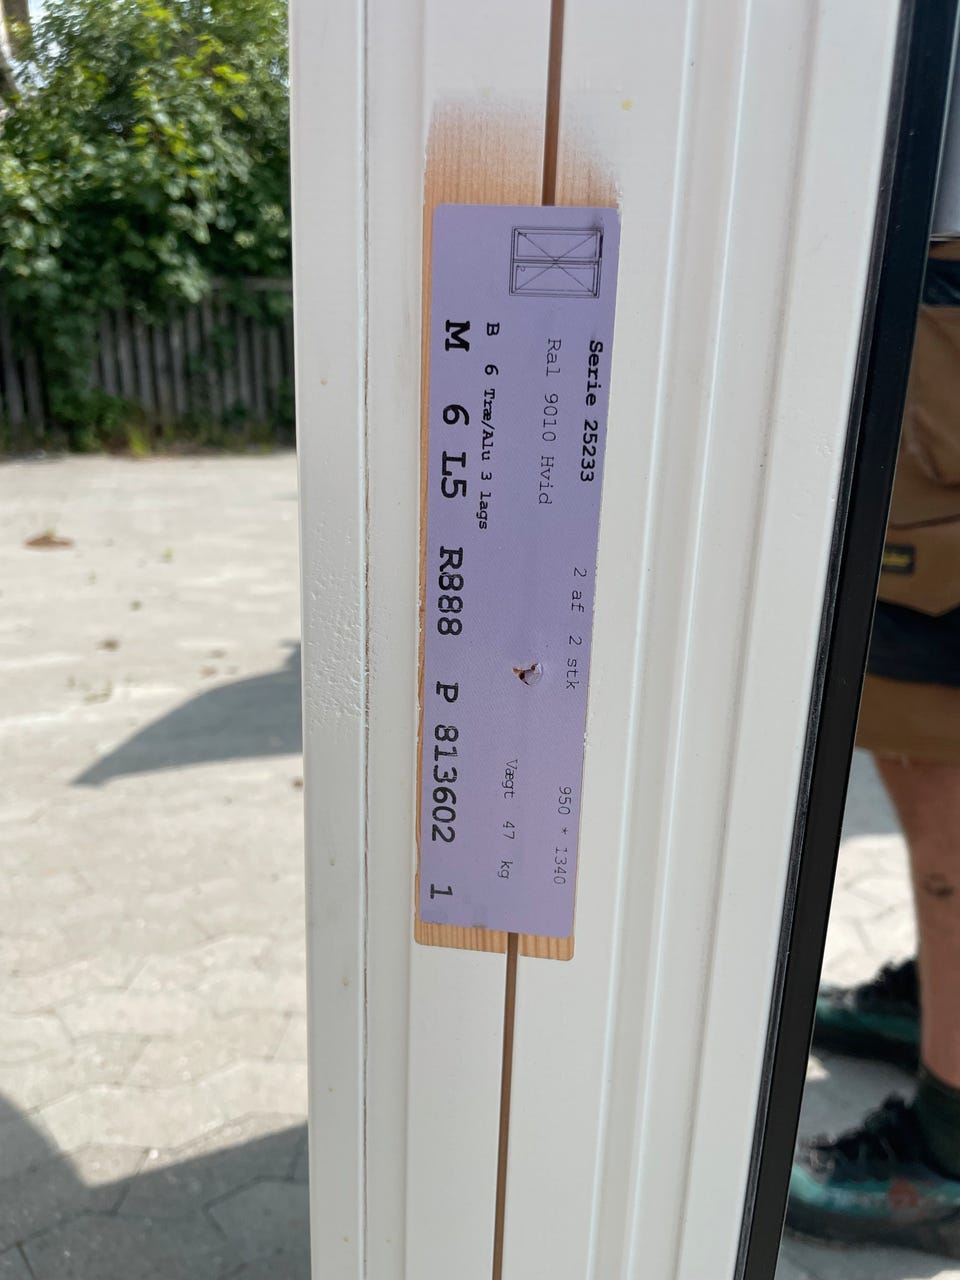 Serie 25233 2 af 2 stk 950 * 1340
Ral 9010 Hvid
Vægt 47 kg
B 6 Træ/Alu 3 lags
M 6 L5 R888 P 813602 1